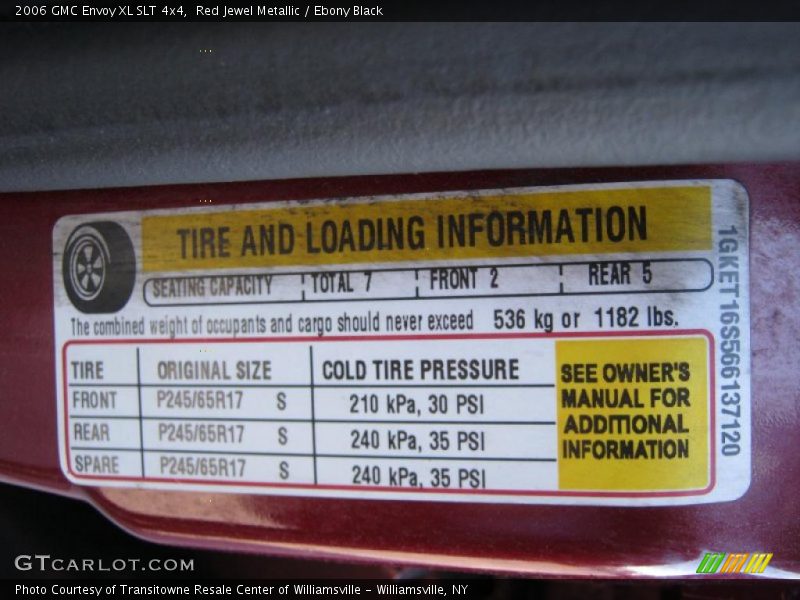 2006 GMC Envoy XL SLT 4x4,  Red Jewel Metallic / Ebony Black
TIRE AND LOADING INFORMATION
SEATING CAPACITY TOTAL 7 FRONT 2 REAR 5
The combined weight of occupants and cargo should never exceed 536 kg or 1182 lbs.
TIRE ORIGINAL SIZE COLD TIRE PRESSURE
FRONT P245/65R17 S 210 kPa, 30 PSI
REAR P245/65R17 S 240 kPa, 35 PSI
SPARE P245/65R17 S 240 kPa, 35 PSI
SEE OWNER'S
MANUAL FOR
ADDITIONAL
INFORMATION
1GKET16S566137120
GTCARLOT.COM
Photo Courtesy of Transitowne Resale Center of Williamsville – Williamsville, NY